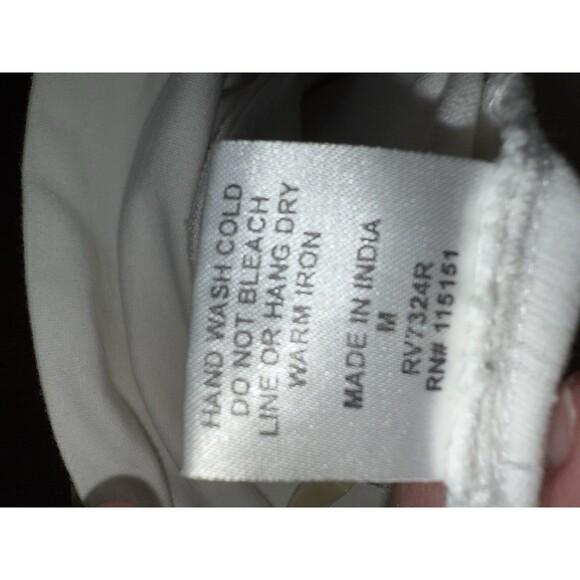 HAND WASH COLD
DO NOT BLEACH
LINE OR HANG DRY
WARM IRON
MADE IN INDIA
M
RV7324R
RN# 115151